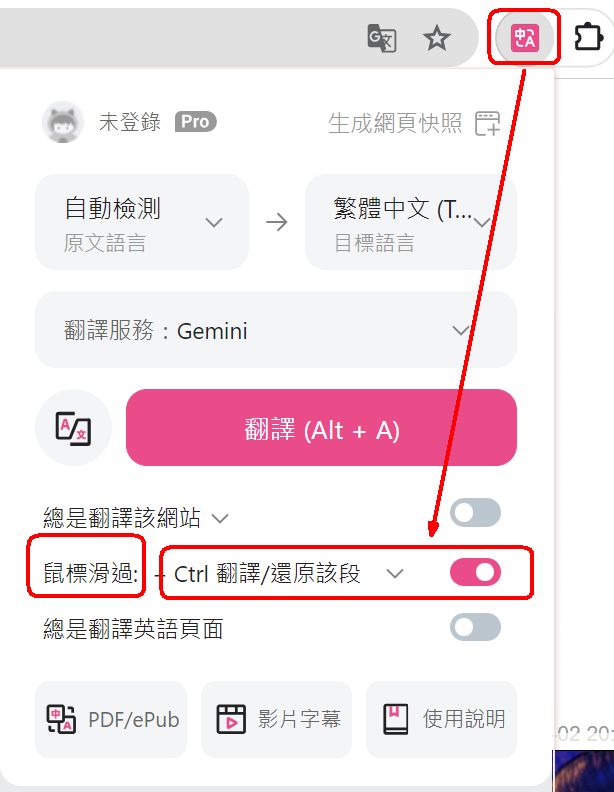 未登錄 Pro 生成網頁快照
自動檢測 繁體中文 (T...
原文語言 目標語言
翻譯服務：Gemini
翻譯 (Alt + A)
總是翻譯該網站
鼠標滑過: + Ctrl 翻譯/還原該段
總是翻譯英語頁面
PDF/ePub 影片字幕 使用說明
-02 20: